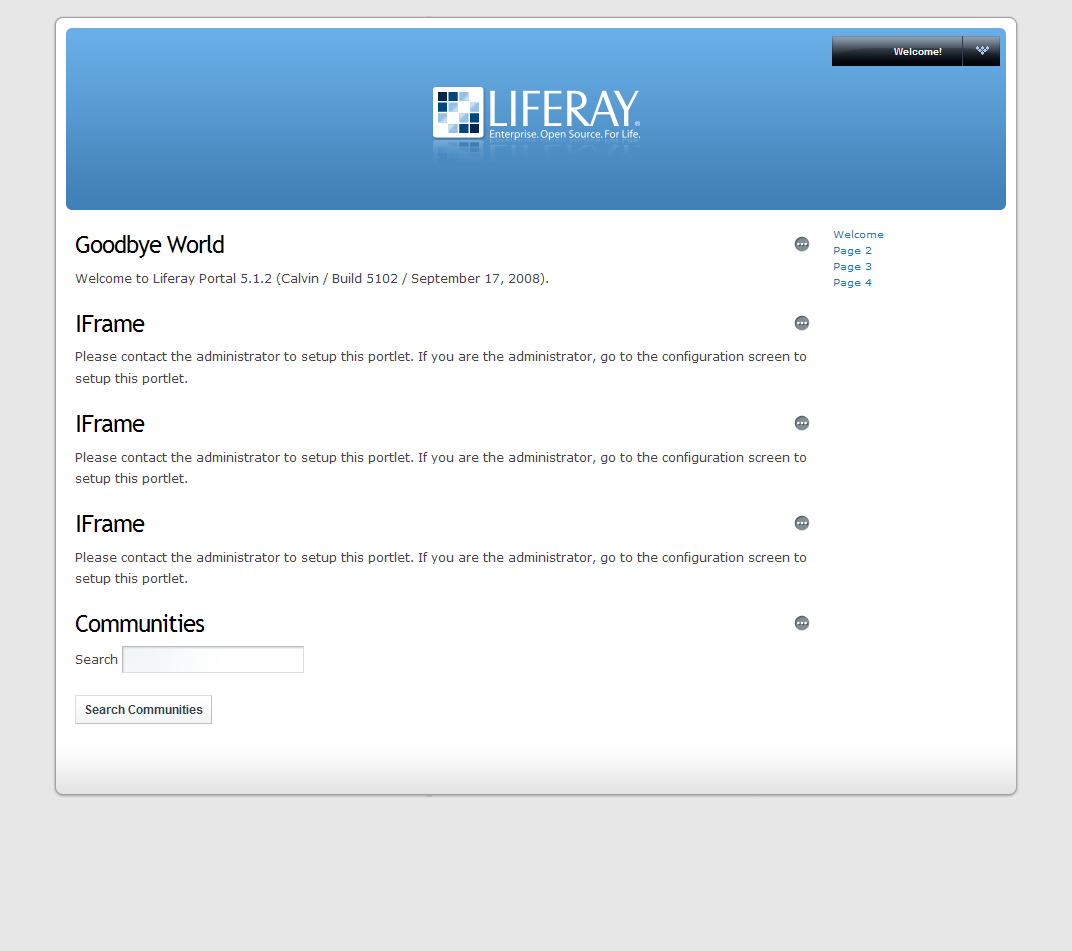 Welcome!
LIFERAY®
Enterprise. Open Source. For Life.
Goodbye World
Welcome to Liferay Portal 5.1.2 (Calvin / Build 5102 / September 17, 2008).
IFrame
Please contact the administrator to setup this portlet. If you are the administrator, go to the configuration screen to
setup this portlet.
IFrame
Please contact the administrator to setup this portlet. If you are the administrator, go to the configuration screen to
setup this portlet.
IFrame
Please contact the administrator to setup this portlet. If you are the administrator, go to the configuration screen to
setup this portlet.
Communities
Search
Search Communities
Welcome
Page 2
Page 3
Page 4